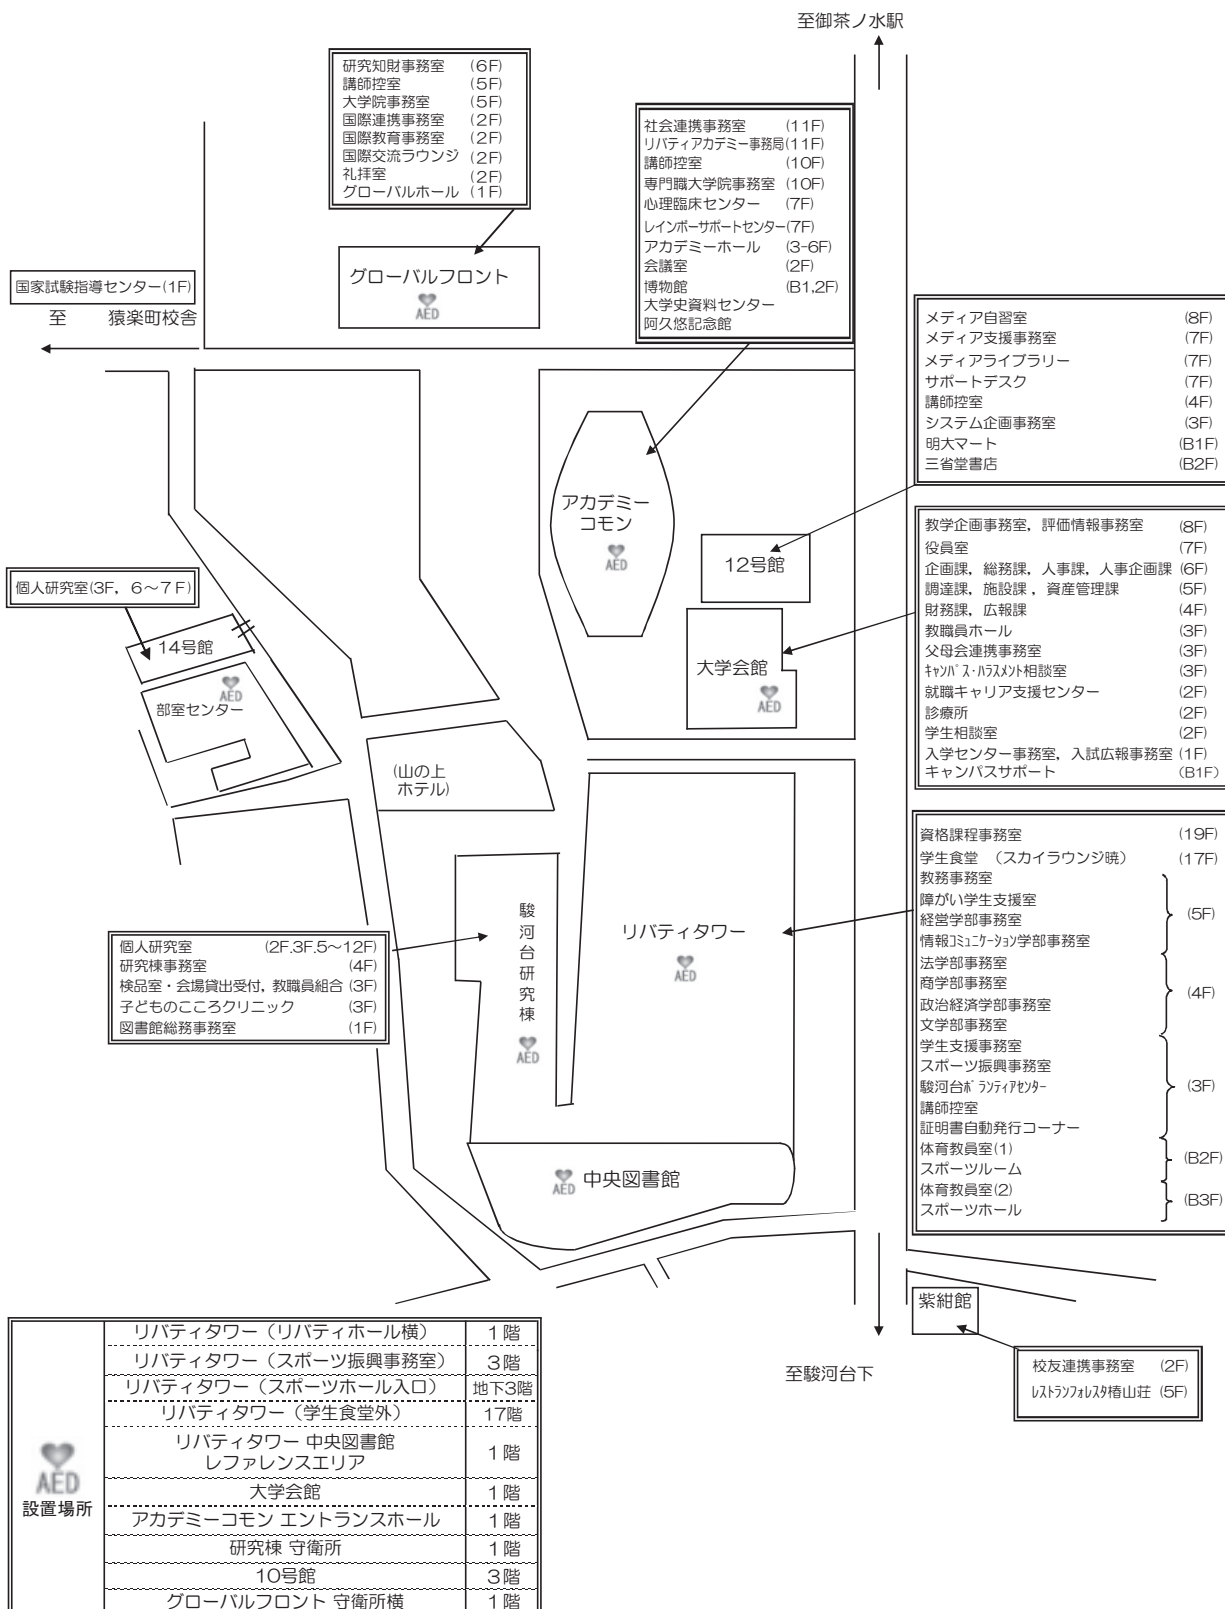 至御茶ノ水駅
研究知財事務室 (6F)
講師控室 (5F)
大学院事務室 (5F)
国際連携事務室 (2F)
国際教育事務室 (2F)
国際交流ラウンジ (2F)
礼拝室 (2F)
グローバルホール (1F)
社会連携事務室 (11F)
リバティアカデミー事務局(11F)
講師控室 (10F)
専門職大学院事務室 (10F)
心理臨床センター (7F)
レインボーサポートセンター(7F)
アカデミーホール (3-6F)
会議室 (2F)
博物館 (B1,2F)
大学史資料センター
阿久悠記念館
グローバルフロント
AED
国家試験指導センター(1F)
至 猿楽町校舎
メディア自習室 (8F)
メディア支援事務室 (7F)
メディアライブラリー (7F)
サポートデスク (7F)
講師控室 (4F)
システム企画事務室 (3F)
明大マート (B1F)
三省堂書店 (B2F)
アカデミー
コモン
AED
12号館
教学企画事務室，評価情報事務室 (8F)
役員室 (7F)
企画課，総務課，人事課，人事企画課 (6F)
調達課，施設課，資産管理課 (5F)
財務課，広報課 (4F)
教職員ホール (3F)
父母会連携事務室 (3F)
ｷｬﾝﾊﾟｽ・ﾊﾗｽﾒﾝﾄ相談室 (3F)
就職キャリア支援センター (2F)
診療所 (2F)
学生相談室 (2F)
入学センター事務室，入試広報事務室 (1F)
キャンパスサポート (B1F)
個人研究室(3F，6〜7F)
14号館
AED
部室センター
大学会館
AED
(山の上
ホテル)
資格課程事務室 (19F)
学生食堂 （スカイラウンジ暁） (17F)
教務事務室
障がい学生支援室
経営学部事務室
情報ｺﾐｭﾆｹｰｼｮﾝ学部事務室
(5F)
法学部事務室
商学部事務室
政治経済学部事務室
文学部事務室
(4F)
学生支援事務室
スポーツ振興事務室
駿河台ﾎﾞﾗﾝﾃｨｱｾﾝﾀｰ
講師控室
証明書自動発行コーナー
(3F)
体育教員室(1)
スポーツルーム
(B2F)
体育教員室(2)
スポーツホール
(B3F)
駿河台研究棟
AED
リバティタワー
AED
個人研究室 (2F.3F.5〜12F)
研究棟事務室 (4F)
検品室・会場貸出受付，教職員組合 (3F)
子どものこころクリニック (3F)
図書館総務事務室 (1F)
AED
中央図書館
紫紺館
校友連携事務室 (2F)
ﾚｽﾄﾗﾝﾌｫﾚｽﾀ椿山荘 (5F)
至駿河台下
AED
設置場所
リバティタワー（リバティホール横） 1階
リバティタワー（スポーツ振興事務室） 3階
リバティタワー（スポーツホール入口） 地下3階
リバティタワー（学生食堂外） 17階
リバティタワー 中央図書館
レファレンスエリア 1階
大学会館 1階
アカデミーコモン エントランスホール 1階
研究棟 守衛所 1階
10号館 3階
グローバルフロント 守衛所横 1階